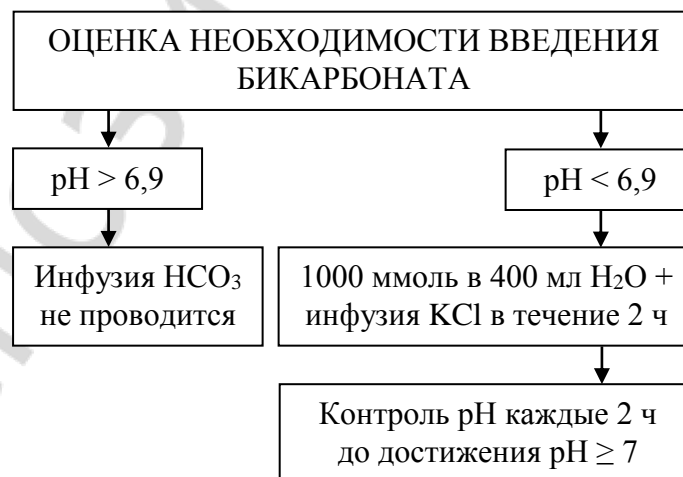 ОЦЕНКА НЕОБХОДИМОСТИ ВВЕДЕНИЯ
БИКАРБОНАТА
pH > 6,9
pH < 6,9
Инфузия HCO₃
не проводится
1000 ммоль в 400 мл H₂O +
инфузия KCl в течение 2 ч
Контроль pH каждые 2 ч
до достижения pH ≥ 7